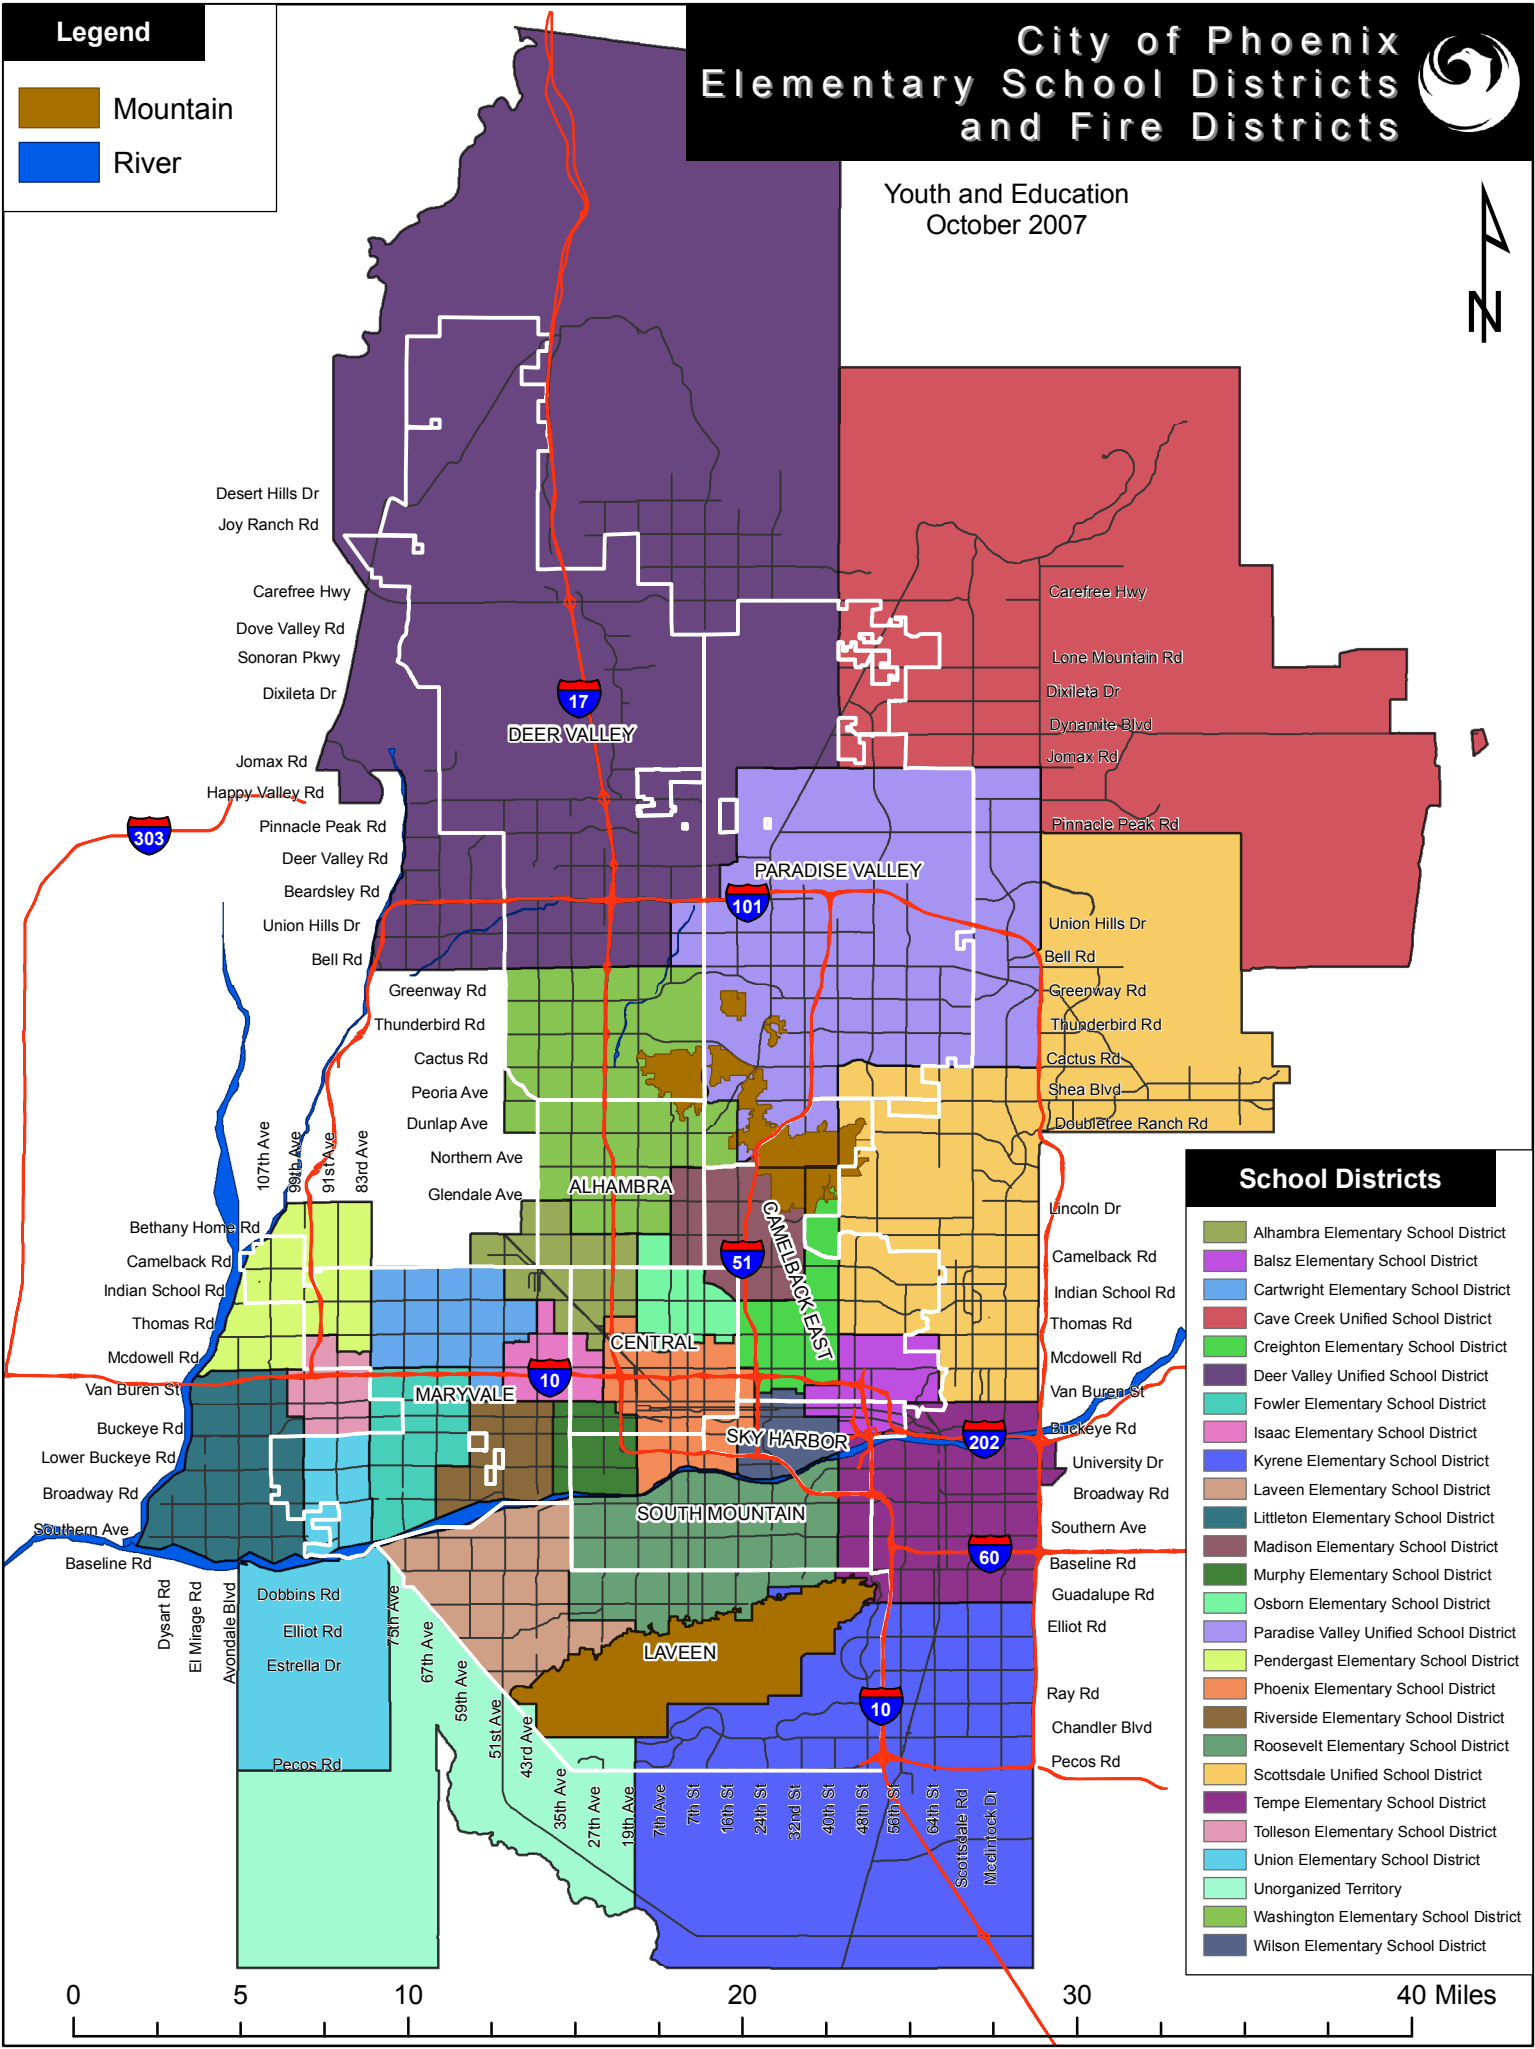 Legend
Mountain
River
City of Phoenix
Elementary School Districts
and Fire Districts
Youth and Education
October 2007
N
Desert Hills Dr
Joy Ranch Rd
Carefree Hwy
Dove Valley Rd
Sonoran Pkwy
Dixileta Dr
Jomax Rd
Happy Valley Rd
Pinnacle Peak Rd
Deer Valley Rd
Beardsley Rd
Union Hills Dr
Bell Rd
Greenway Rd
Thunderbird Rd
Cactus Rd
Peoria Ave
Dunlap Ave
Northern Ave
Glendale Ave
Bethany Home Rd
Camelback Rd
Indian School Rd
Thomas Rd
Mcdowell Rd
Van Buren St
Buckeye Rd
Lower Buckeye Rd
Broadway Rd
Southern Ave
Baseline Rd
Dobbins Rd
Elliot Rd
Estrella Dr
Pecos Rd
Carefree Hwy
Lone Mountain Rd
Dixileta Dr
Dynamite Blvd
Jomax Rd
Pinnacle Peak Rd
Union Hills Dr
Bell Rd
Greenway Rd
Thunderbird Rd
Cactus Rd
Shea Blvd
Doubletree Ranch Rd
Lincoln Dr
Camelback Rd
Indian School Rd
Thomas Rd
Mcdowell Rd
Van Buren St
Buckeye Rd
University Dr
Broadway Rd
Southern Ave
Baseline Rd
Guadalupe Rd
Elliot Rd
Ray Rd
Chandler Blvd
Pecos Rd
107th Ave
99th Ave
91st Ave
83rd Ave
Dysart Rd
El Mirage Rd
Avondale Blvd
75th Ave
67th Ave
59th Ave
51st Ave
43rd Ave
35th Ave
27th Ave
19th Ave
7th Ave
7th St
16th St
24th St
32nd St
40th St
48th St
56th St
64th St
Scottsdale Rd
Mcclintock Dr
17
303
101
51
10
202
60
10
DEER VALLEY
PARADISE VALLEY
ALHAMBRA
CAMELBACK EAST
CENTRAL
MARYVALE
SKY HARBOR
SOUTH MOUNTAIN
LAVEEN
School Districts
Alhambra Elementary School District
Balsz Elementary School District
Cartwright Elementary School District
Cave Creek Unified School District
Creighton Elementary School District
Deer Valley Unified School District
Fowler Elementary School District
Isaac Elementary School District
Kyrene Elementary School District
Laveen Elementary School District
Littleton Elementary School District
Madison Elementary School District
Murphy Elementary School District
Osborn Elementary School District
Paradise Valley Unified School District
Pendergast Elementary School District
Phoenix Elementary School District
Riverside Elementary School District
Roosevelt Elementary School District
Scottsdale Unified School District
Tempe Elementary School District
Tolleson Elementary School District
Union Elementary School District
Unorganized Territory
Washington Elementary School District
Wilson Elementary School District
0 5 10 20 30 40 Miles